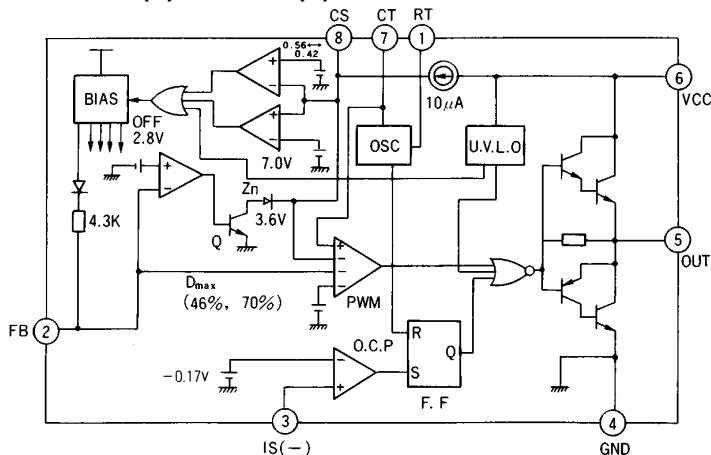 CS CT RT
8 7 1
0.56↔
0.42
10μA
6
VCC
BIAS
OFF
2.8V
7.0V
OSC
U.V.L.O
Zn
3.6V
4.3K
Q
5
OUT
Dmax
(46%, 70%)
PWM
FB 2
O.C.P
R
Q
S
-0.17V
F. F
3
IS(-)
4
GND